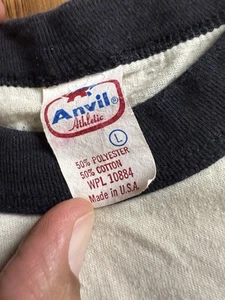 Anvil®
Athletic
L
50% POLYESTER
50% COTTON
WPL 10884
Made in U.S.A.